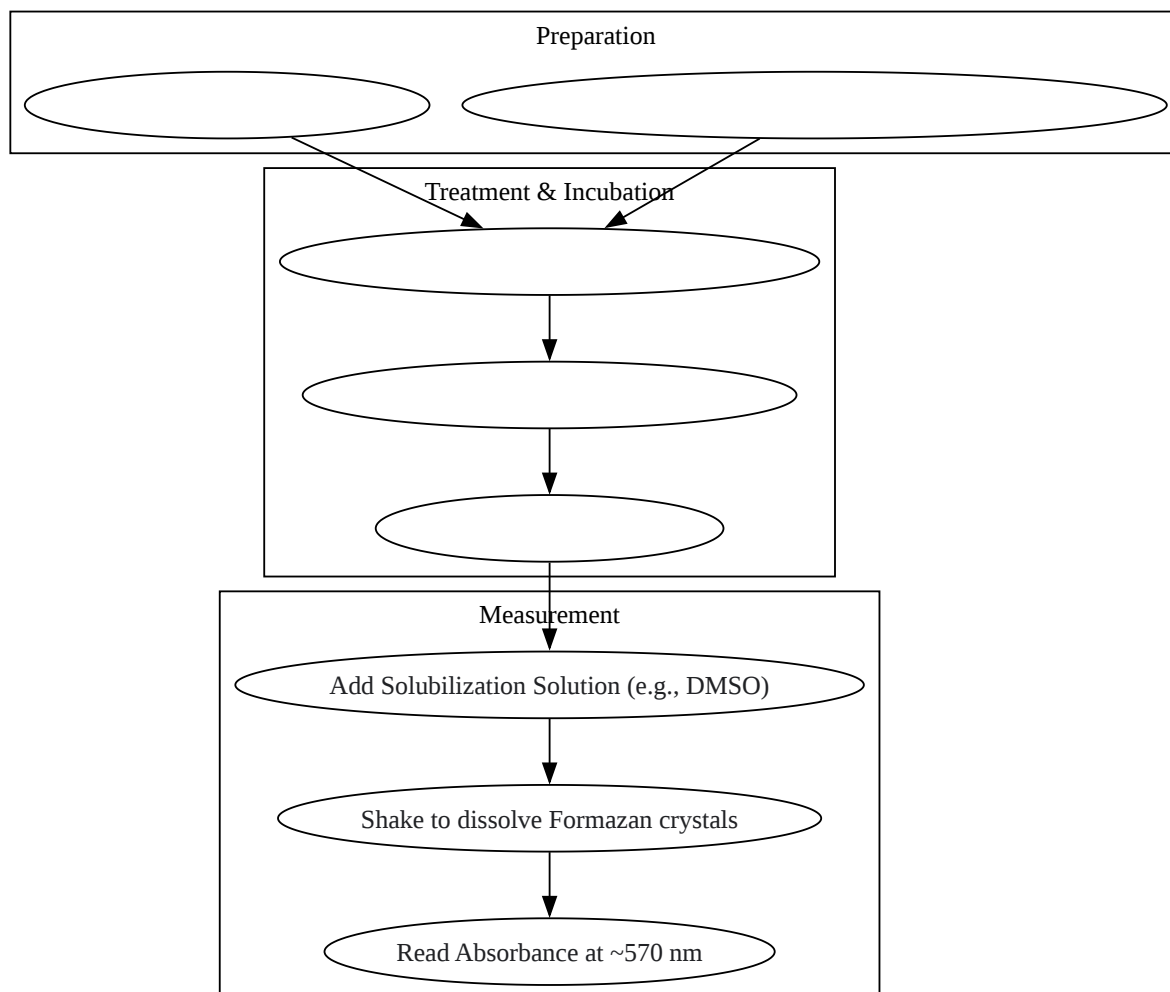 Preparation
Treatment & Incubation
Measurement
Add Solubilization Solution (e.g., DMSO)
Shake to dissolve Formazan crystals
Read Absorbance at ~570 nm